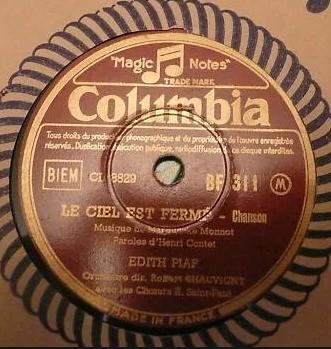 "Magic Notes"
TRADE MARK
Columbia
Tous droits du producteur phonographique et du propriétaire de l'œuvre enregistrée
réservés. Duplication, exécution publique, radiodiffusion de ce disque interdites.
BIEM
CL 8829
BF 311
M
LE CIEL EST FERMÉ - Chanson
Musique de Marguerite Monnot
Paroles d'Henri Contet
EDITH PIAF
Orchestre dir. Robert CHAUVIGNY
avec les Chœurs R. Saint-Paul
MADE IN FRANCE